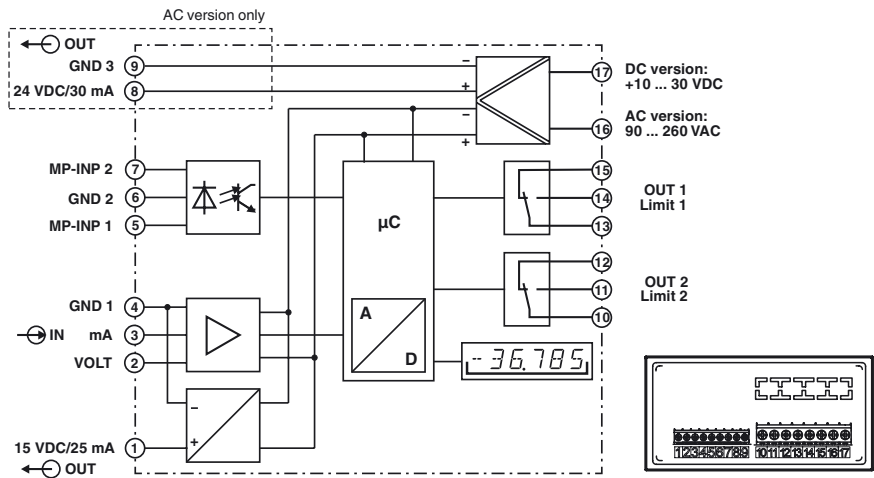 AC version only
OUT
GND 3 9
24 VDC/30 mA 8
MP-INP 2 7
GND 2 6
MP-INP 1 5
GND 1 4
IN mA 3
VOLT 2
15 VDC/25 mA 1
OUT
−
+
−
+
−
+
µC
A
D
-36.785
17 DC version:
+10 ... 30 VDC
16 AC version:
90 ... 260 VAC
15
14 OUT 1
Limit 1
13
12
11 OUT 2
Limit 2
10
1 2 3 4 5 6 7 8 9 10 11 12 13 14 15 16 17